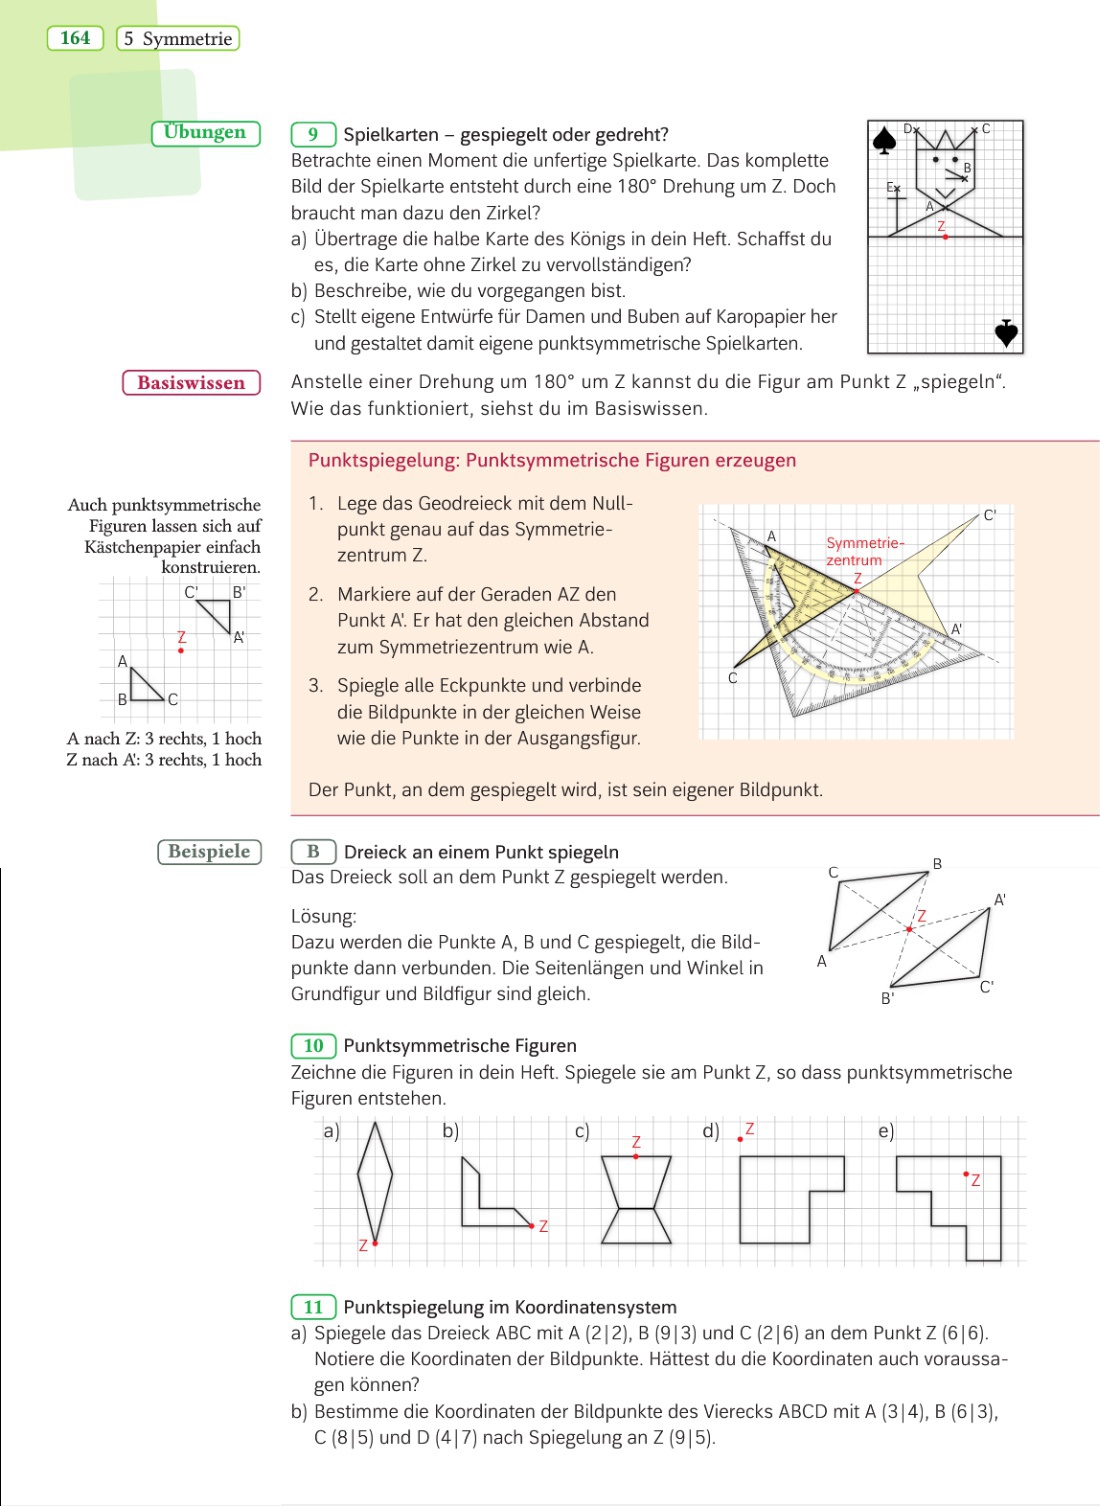 164
5 Symmetrie
Übungen
9 Spielkarten – gespiegelt oder gedreht?
Betrachte einen Moment die unfertige Spielkarte. Das komplette
Bild der Spielkarte entsteht durch eine 180° Drehung um Z. Doch
braucht man dazu den Zirkel?
a) Übertrage die halbe Karte des Königs in dein Heft. Schaffst du
es, die Karte ohne Zirkel zu vervollständigen?
b) Beschreibe, wie du vorgegangen bist.
c) Stellt eigene Entwürfe für Damen und Buben auf Karopapier her
und gestaltet damit eigene punktsymmetrische Spielkarten.
D
C
B
E
A
Z
Basiswissen
Anstelle einer Drehung um 180° um Z kannst du die Figur am Punkt Z „spiegeln“.
Wie das funktioniert, siehst du im Basiswissen.
Punktspiegelung: Punktsymmetrische Figuren erzeugen
1. Lege das Geodreieck mit dem Null-
punkt genau auf das Symmetrie-
zentrum Z.
2. Markiere auf der Geraden AZ den
Punkt A'. Er hat den gleichen Abstand
zum Symmetriezentrum wie A.
3. Spiegle alle Eckpunkte und verbinde
die Bildpunkte in der gleichen Weise
wie die Punkte in der Ausgangsfigur.
C'
A
Symmetrie-
zentrum
Z
A'
C
Der Punkt, an dem gespiegelt wird, ist sein eigener Bildpunkt.
Auch punktsymmetrische
Figuren lassen sich auf
Kästchenpapier einfach
konstruieren.
C' B'
Z A'
A
B C
A nach Z: 3 rechts, 1 hoch
Z nach A': 3 rechts, 1 hoch
Beispiele
B Dreieck an einem Punkt spiegeln
Das Dreieck soll an dem Punkt Z gespiegelt werden.
Lösung:
Dazu werden die Punkte A, B und C gespiegelt, die Bild-
punkte dann verbunden. Die Seitenlängen und Winkel in
Grundfigur und Bildfigur sind gleich.
B
C
A'
Z
A
C'
B'
10 Punktsymmetrische Figuren
Zeichne die Figuren in dein Heft. Spiegele sie am Punkt Z, so dass punktsymmetrische
Figuren entstehen.
a) b) c) d) e)
Z Z Z Z Z
11 Punktspiegelung im Koordinatensystem
a) Spiegele das Dreieck ABC mit A (2|2), B (9|3) und C (2|6) an dem Punkt Z (6|6).
Notiere die Koordinaten der Bildpunkte. Hättest du die Koordinaten auch voraussa-
gen können?
b) Bestimme die Koordinaten der Bildpunkte des Vierecks ABCD mit A (3|4), B (6|3),
C (8|5) und D (4|7) nach Spiegelung an Z (9|5).